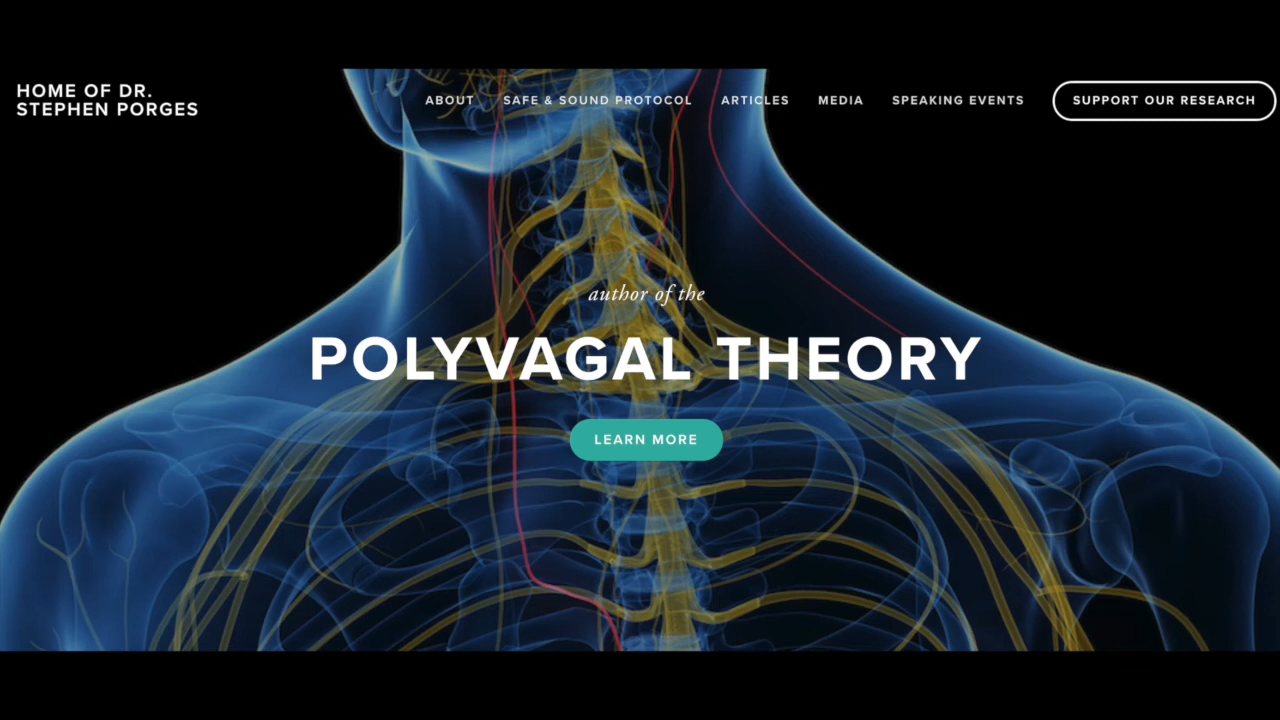 HOME OF DR.
STEPHEN PORGES
ABOUT SAFE & SOUND PROTOCOL ARTICLES MEDIA SPEAKING EVENTS SUPPORT OUR RESEARCH
author of the
POLYVAGAL THEORY
LEARN MORE